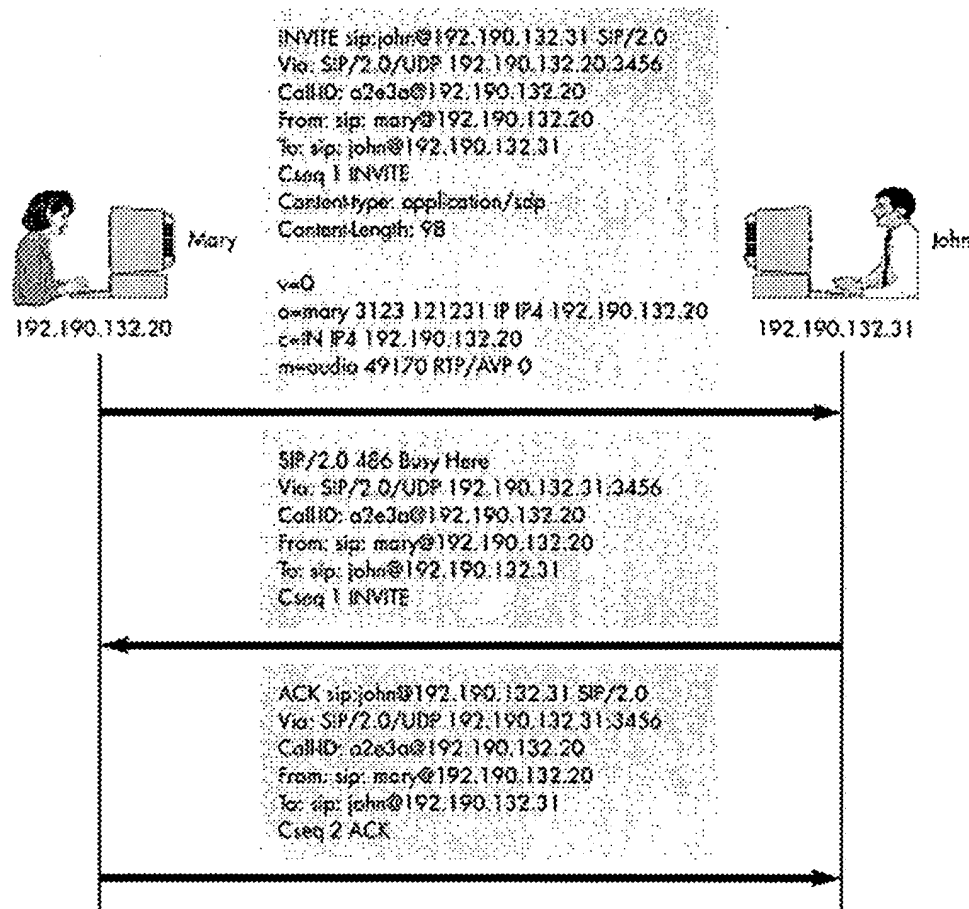 INVITE sip:john@192.190.132.31 SIP/2.0
Via: SIP/2.0/UDP 192.190.132.20:3456
Call-ID: a2e3a@192.190.132.20
From: sip: mary@192.190.132.20
To: sip: john@192.190.132.31
Cseq 1 INVITE
Content-type: application/sdp
Content-Length: 98
v=0
o=mary 3123 121231 IP IP4 192.190.132.20
c=IN IP4 192.190.132.20
m=audio 49170 RTP/AVP 0
Mary
192.190.132.20
John
192.190.132.31
SIP/2.0 486 Busy Here
Via: SIP/2.0/UDP 192.190.132.31:3456
Call-ID: a2e3a@192.190.132.20
From: sip: mary@192.190.132.20
To: sip: john@192.190.132.31
Cseq 1 INVITE
ACK sip:john@192.190.132.31 SIP/2.0
Via: SIP/2.0/UDP 192.190.132.31:3456
Call-ID: a2e3a@192.190.132.20
From: sip: mary@192.190.132.20
To: sip: john@192.190.132.31
Cseq 2 ACK